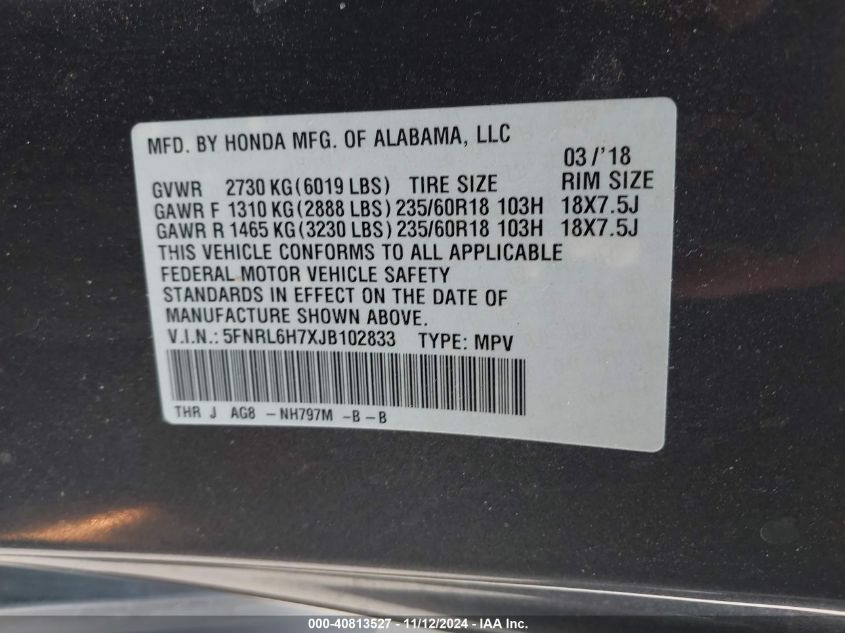 MFD. BY HONDA MFG. OF ALABAMA, LLC
03/'18
GVWR 2730 KG(6019 LBS) TIRE SIZE RIM SIZE
GAWR F 1310 KG(2888 LBS) 235/60R18 103H 18X7.5J
GAWR R 1465 KG(3230 LBS) 235/60R18 103H 18X7.5J
THIS VEHICLE CONFORMS TO ALL APPLICABLE
FEDERAL MOTOR VEHICLE SAFETY
STANDARDS IN EFFECT ON THE DATE OF
MANUFACTURE SHOWN ABOVE.
V.I.N.: 5FNRL6H7XJB102833 TYPE: MPV
THR J AG8 - NH797M - B - B
000-40813527 - 11/12/2024 - IAA Inc.